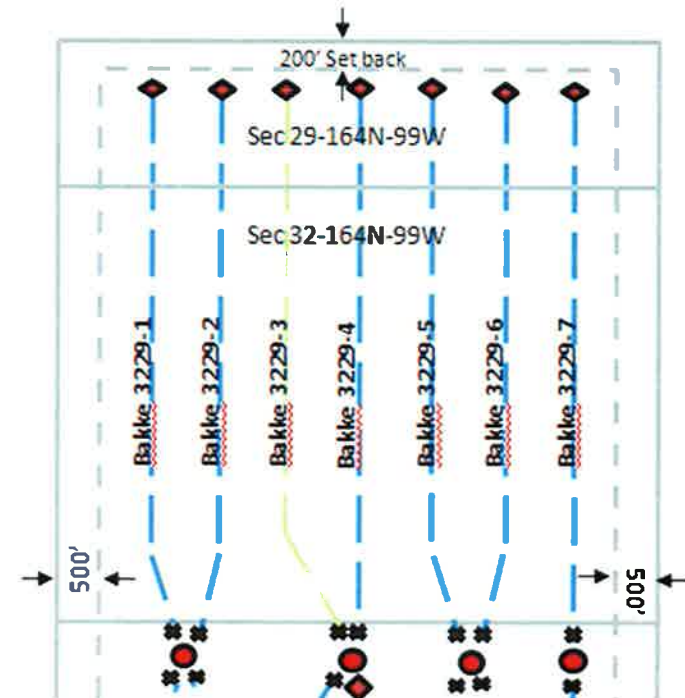 200' Set back
Sec 29-164N-99W
Sec 32-164N-99W
Bakke 3229-1
Bakke 3229-2
Bakke 3229-3
Bakke 3229-4
Bakke 3229-5
Bakke 3229-6
Bakke 3229-7
500'
500'